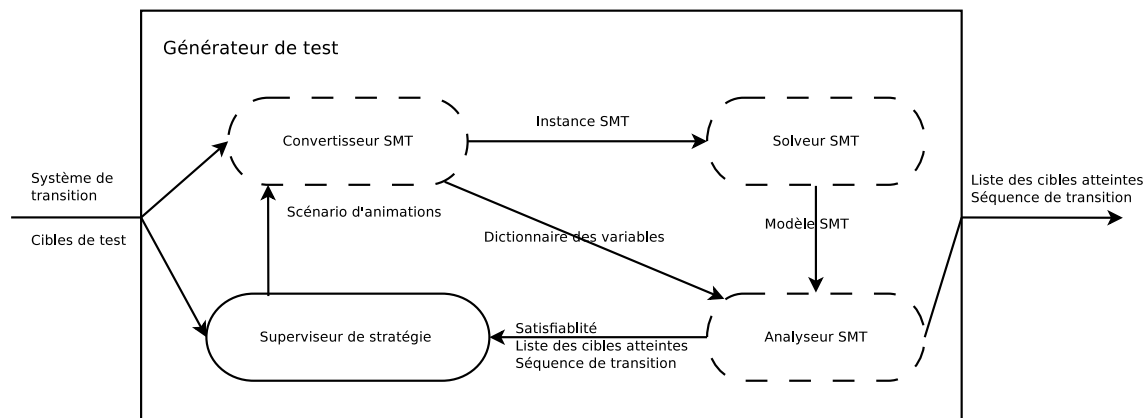 Générateur de test
Convertisseur SMT
Instance SMT
Solveur SMT
Système de
transition
Cibles de test
Scénario d'animations
Dictionnaire des variables
Modèle SMT
Liste des cibles atteintes
Séquence de transition
Superviseur de stratégie
Satisfiablité
Liste des cibles atteintes
Séquence de transition
Analyseur SMT